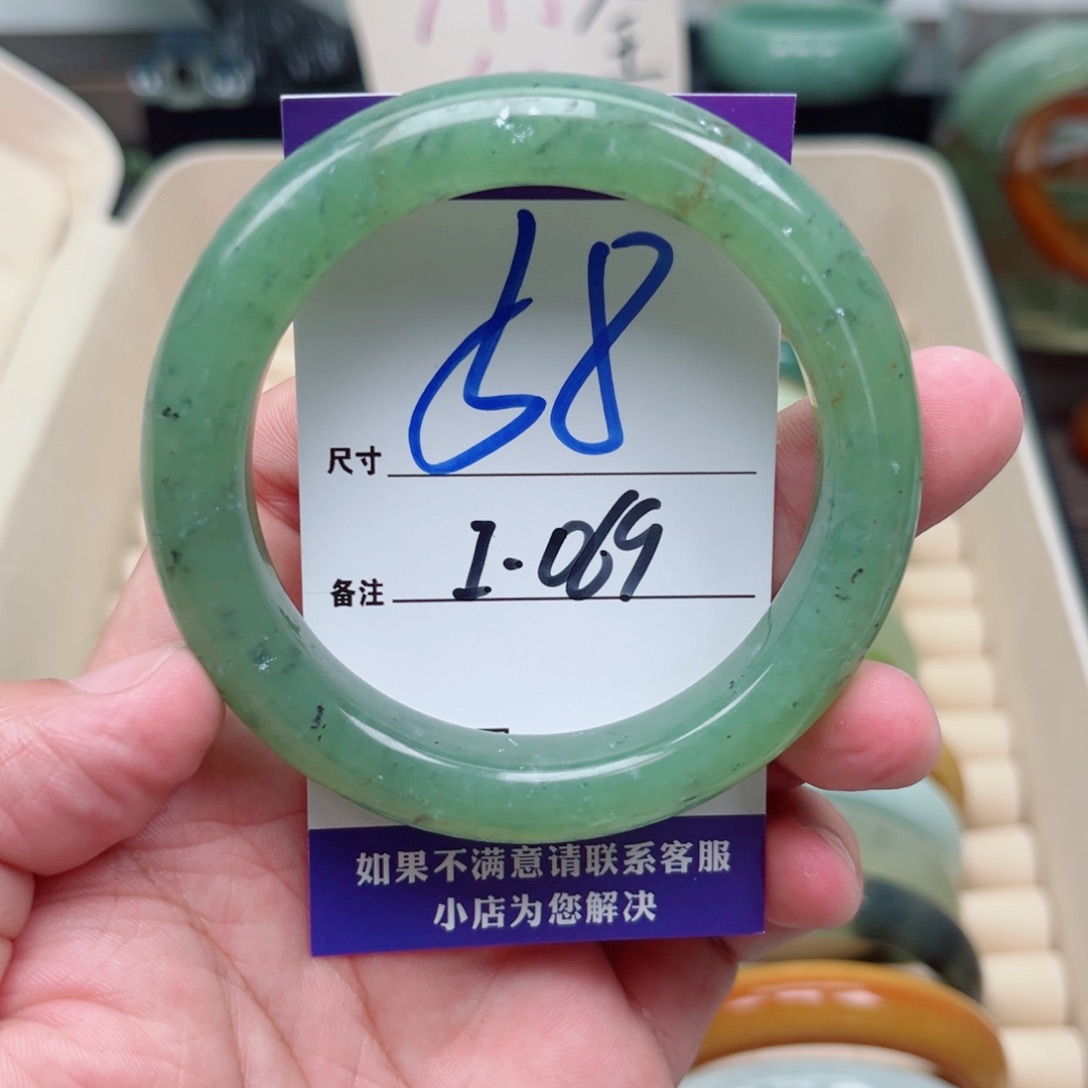 尺寸 58
备注 I.069
如果不满意请联系客服
小店为您解决